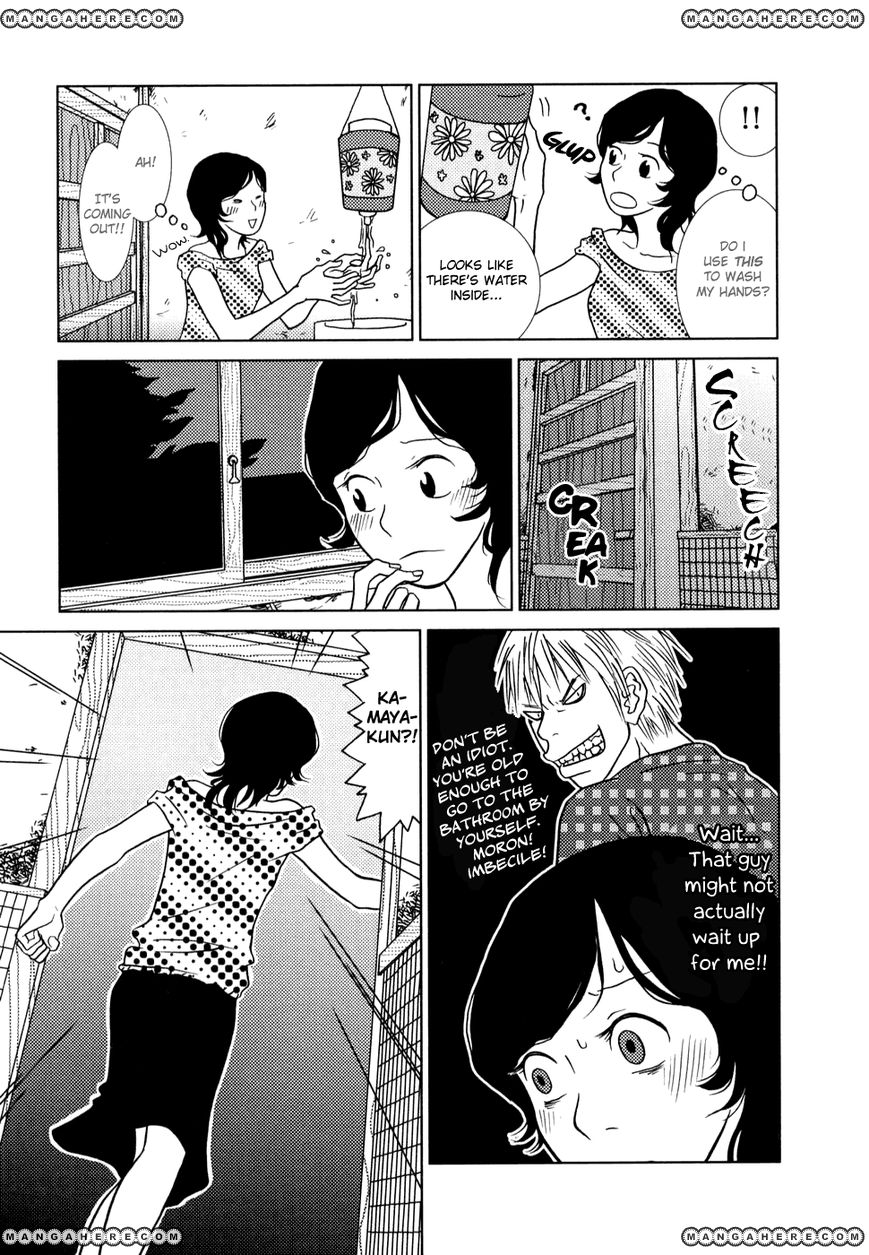 MANGAHERE.COM
MANGAHERE.COM
!!
?
GLUP
DO I
USE THIS
TO WASH
MY HANDS?
LOOKS LIKE
THERE'S WATER
INSIDE...
AH!
IT'S
COMING
OUT!!
WOW.
SCREECH
CREAK
DON'T BE
AN IDIOT.
YOU'RE OLD
ENOUGH TO
GO TO THE
BATHROOM BY
YOURSELF.
MORON!
IMBECILE!
Wait...
That guy
might not
actually
wait up
for me!!
KA-
MAYA-
KUN?!
MANGAHERE.COM
MANGAHERE.COM